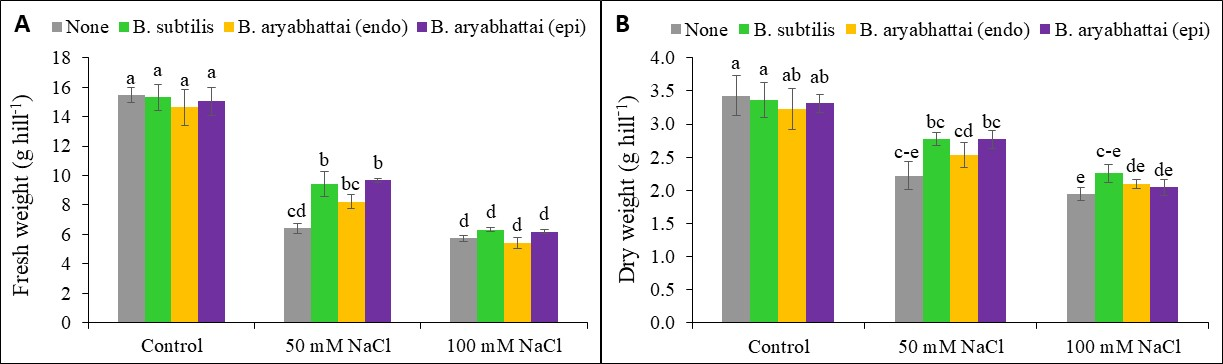 A
None B. subtilis B. aryabhattai (endo) B. aryabhattai (epi)
Fresh weight (g hill-1)
18
16
14
12
10
8
6
4
2
0
a a a a
cd b bc b
d d d d
Control 50 mM NaCl 100 mM NaCl
B
None B. subtilis B. aryabhattai (endo) B. aryabhattai (epi)
Dry weight (g hill-1)
4.0
3.5
3.0
2.5
2.0
1.5
1.0
0.5
0.0
a a ab ab
c-e bc cd bc
e c-e de de
Control 50 mM NaCl 100 mM NaCl